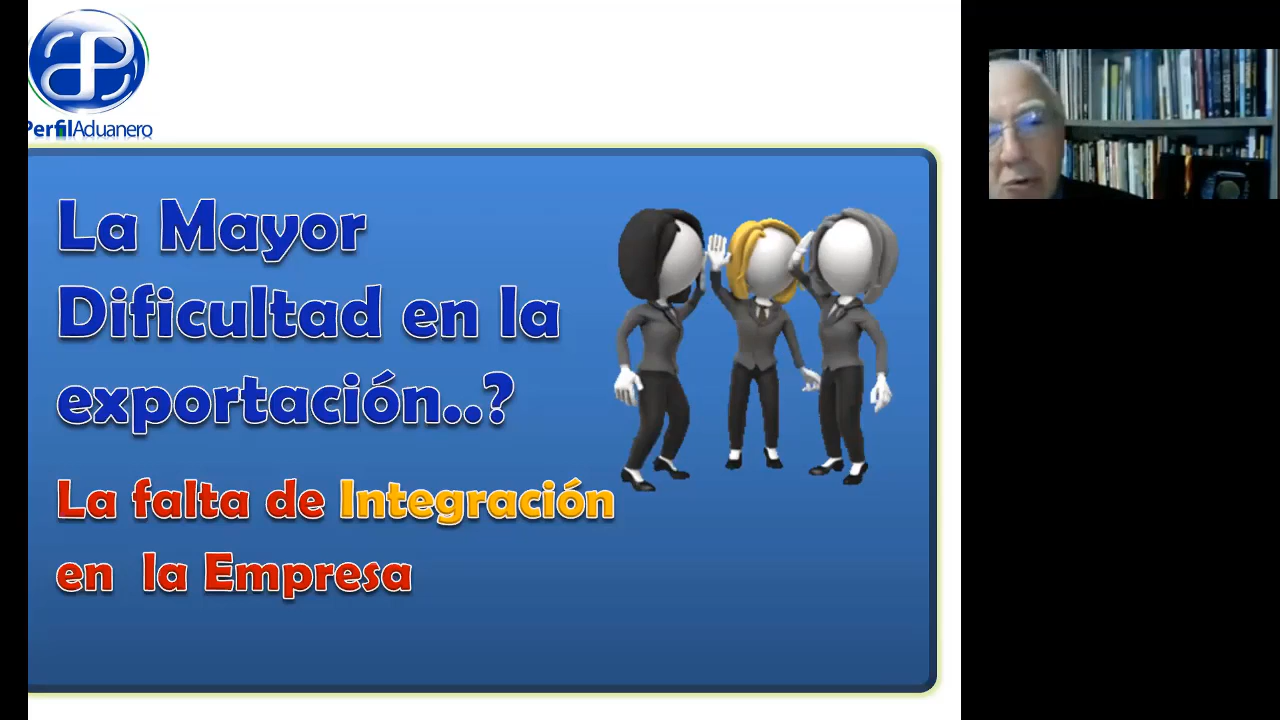 PerfilAduanero
La Mayor
Dificultad en la
exportación..?
La falta de Integración
en la Empresa